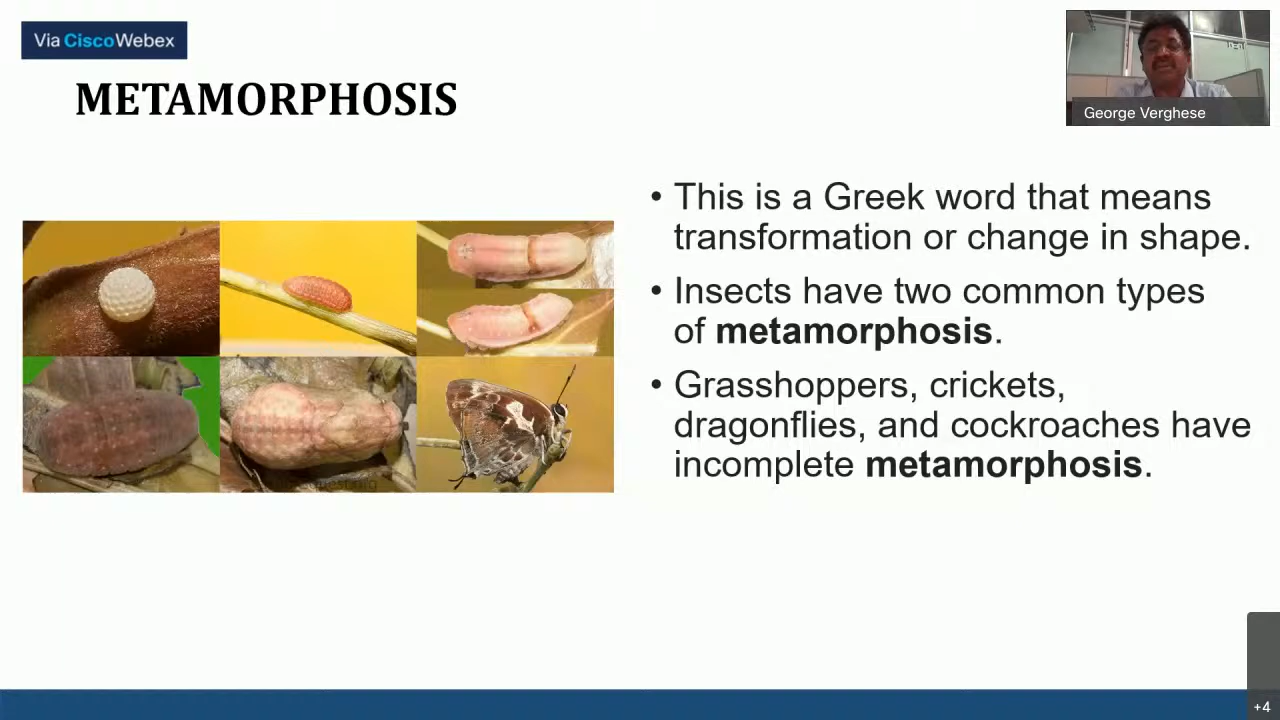 Via CiscoWebex
METAMORPHOSIS
George Verghese
• This is a Greek word that means
transformation or change in shape.
• Insects have two common types
of metamorphosis.
• Grasshoppers, crickets,
dragonflies, and cockroaches have
incomplete metamorphosis.
+4